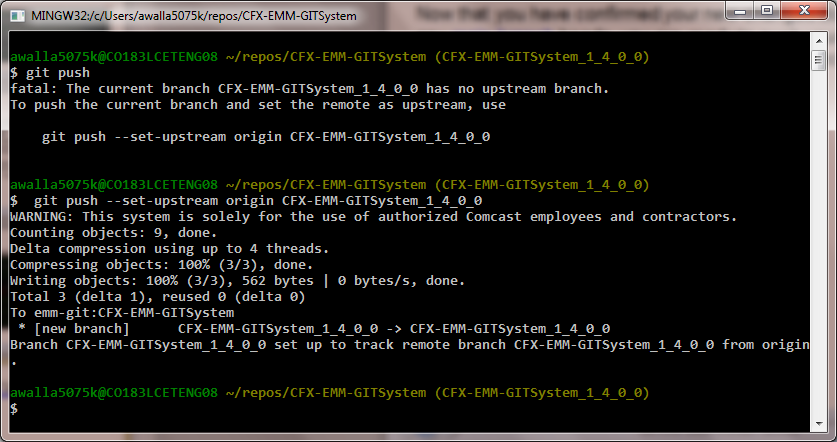 MINGW32:/c/Users/awalla5075k/repos/CFX-EMM-GITSystem
awalla5075k@CO183LCETENG08 ~/repos/CFX-EMM-GITSystem (CFX-EMM-GITSystem_1_4_0_0)
$ git push
fatal: The current branch CFX-EMM-GITSystem_1_4_0_0 has no upstream branch.
To push the current branch and set the remote as upstream, use
    git push --set-upstream origin CFX-EMM-GITSystem_1_4_0_0
awalla5075k@CO183LCETENG08 ~/repos/CFX-EMM-GITSystem (CFX-EMM-GITSystem_1_4_0_0)
$  git push --set-upstream origin CFX-EMM-GITSystem_1_4_0_0
WARNING: This system is solely for the use of authorized Comcast employees and contractors.
Counting objects: 9, done.
Delta compression using up to 4 threads.
Compressing objects: 100% (3/3), done.
Writing objects: 100% (3/3), 562 bytes | 0 bytes/s, done.
Total 3 (delta 1), reused 0 (delta 0)
To emm-git:CFX-EMM-GITSystem
 * [new branch]      CFX-EMM-GITSystem_1_4_0_0 -> CFX-EMM-GITSystem_1_4_0_0
Branch CFX-EMM-GITSystem_1_4_0_0 set up to track remote branch CFX-EMM-GITSystem_1_4_0_0 from origin
.
awalla5075k@CO183LCETENG08 ~/repos/CFX-EMM-GITSystem (CFX-EMM-GITSystem_1_4_0_0)
$